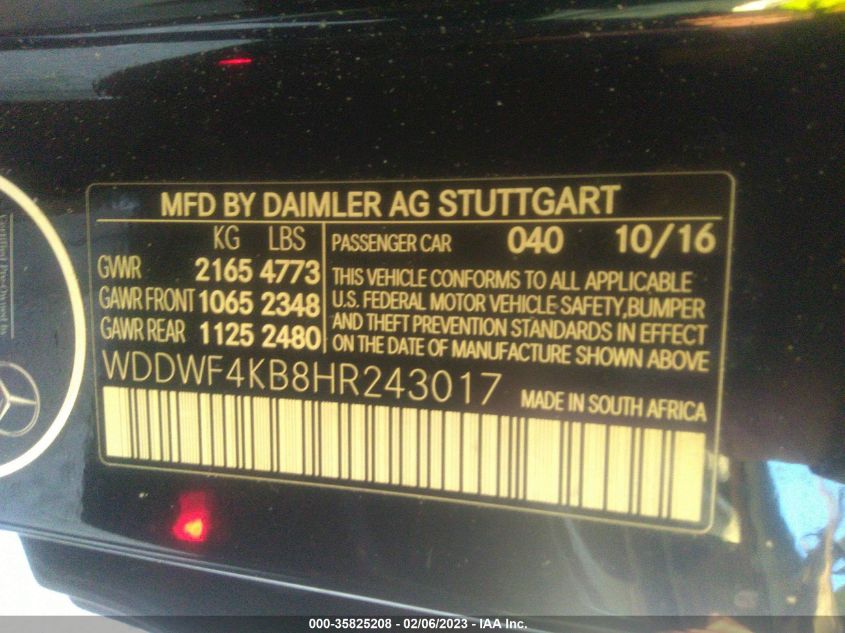 MFD BY DAIMLER AG STUTTGART
KG LBS
GVWR 2165 4773
GAWR FRONT 1065 2348
GAWR REAR 1125 2480
PASSENGER CAR 040 10/16
THIS VEHICLE CONFORMS TO ALL APPLICABLE
U.S. FEDERAL MOTOR VEHICLE SAFETY, BUMPER
AND THEFT PREVENTION STANDARDS IN EFFECT
ON THE DATE OF MANUFACTURE SHOWN ABOVE
WDDWF4KB8HR243017
MADE IN SOUTH AFRICA
Certified Pre-Owned
000-35825208 - 02/06/2023 - IAA Inc.